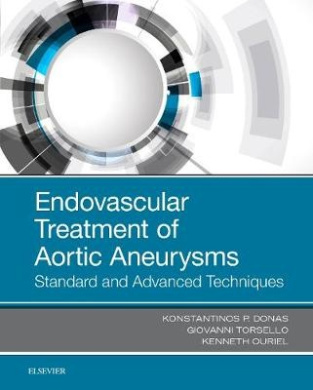 Endovascular
Treatment of
Aortic Aneurysms
Standard and Advanced Techniques
KONSTANTINOS P. DONAS
GIOVANNI TORSELLO
KENNETH OURIEL
ELSEVIER